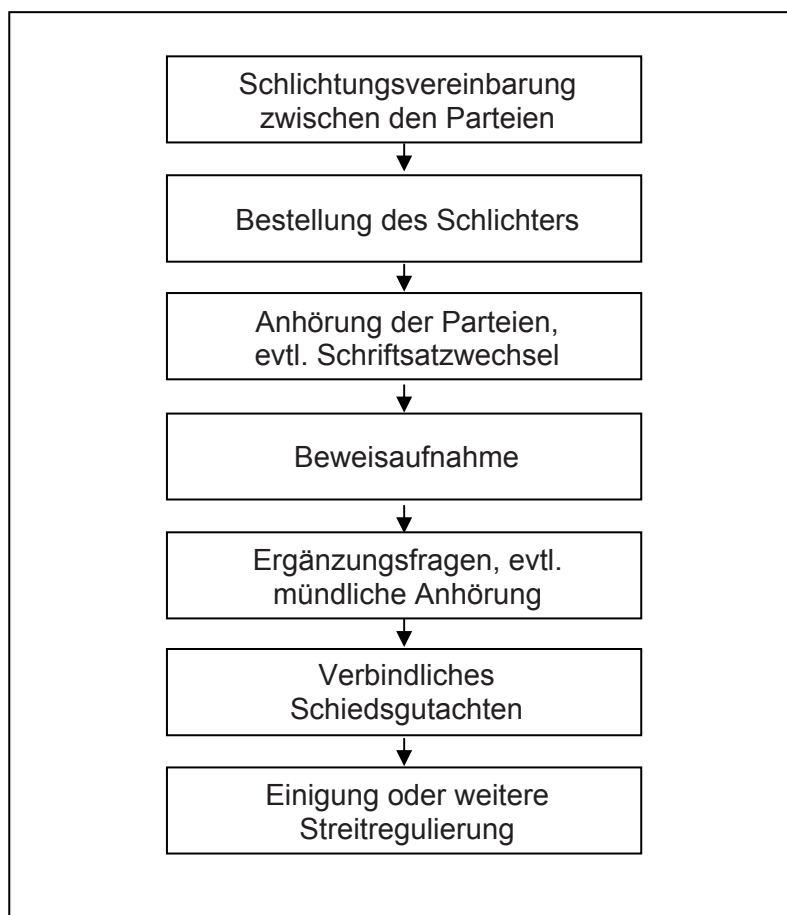 Schlichtungsvereinbarung
zwischen den Parteien
Bestellung des Schlichters
Anhörung der Parteien,
evtl. Schriftsatzwechsel
Beweisaufnahme
Ergänzungsfragen, evtl.
mündliche Anhörung
Verbindliches
Schiedsgutachten
Einigung oder weitere
Streitregulierung